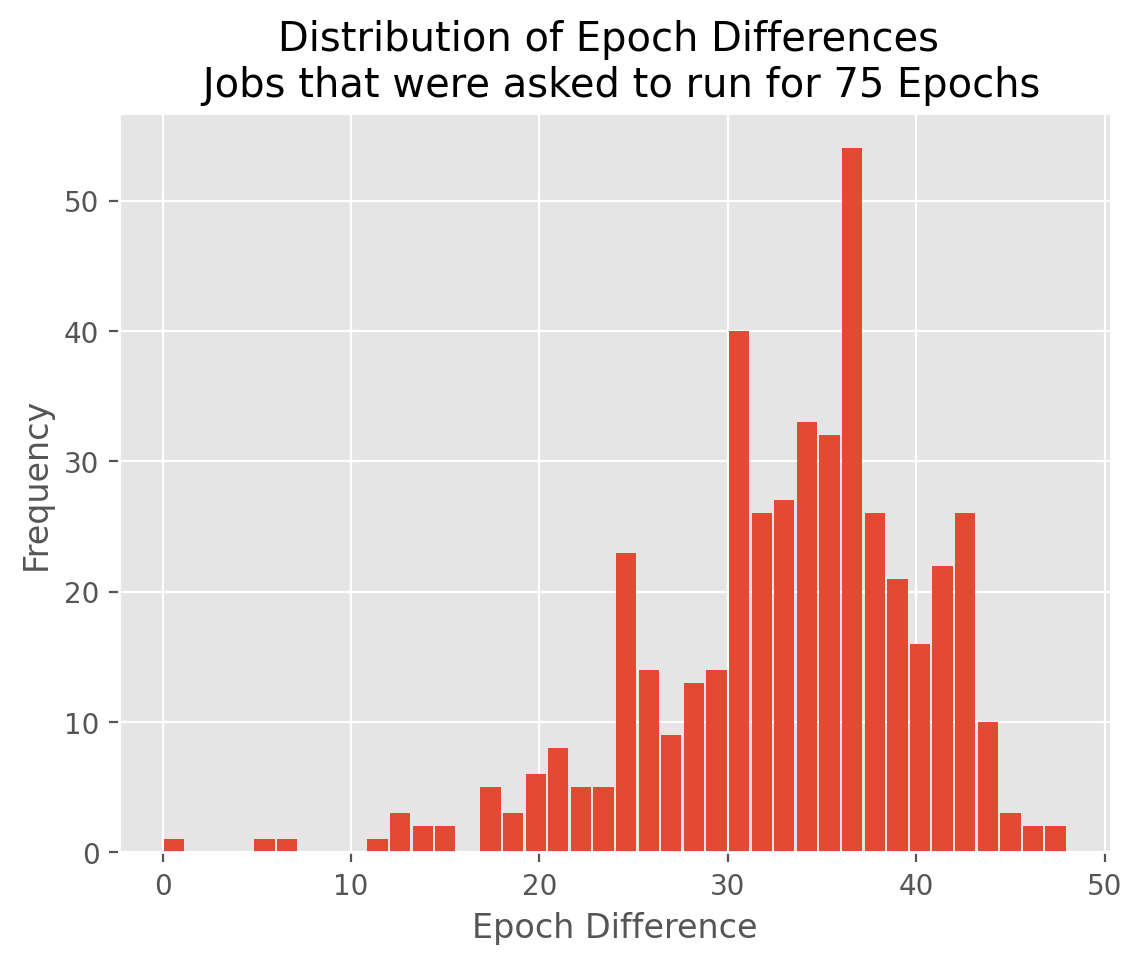 Distribution of Epoch Differences
Jobs that were asked to run for 75 Epochs
Frequency
50
40
30
20
10
0
0 10 20 30 40 50
Epoch Difference